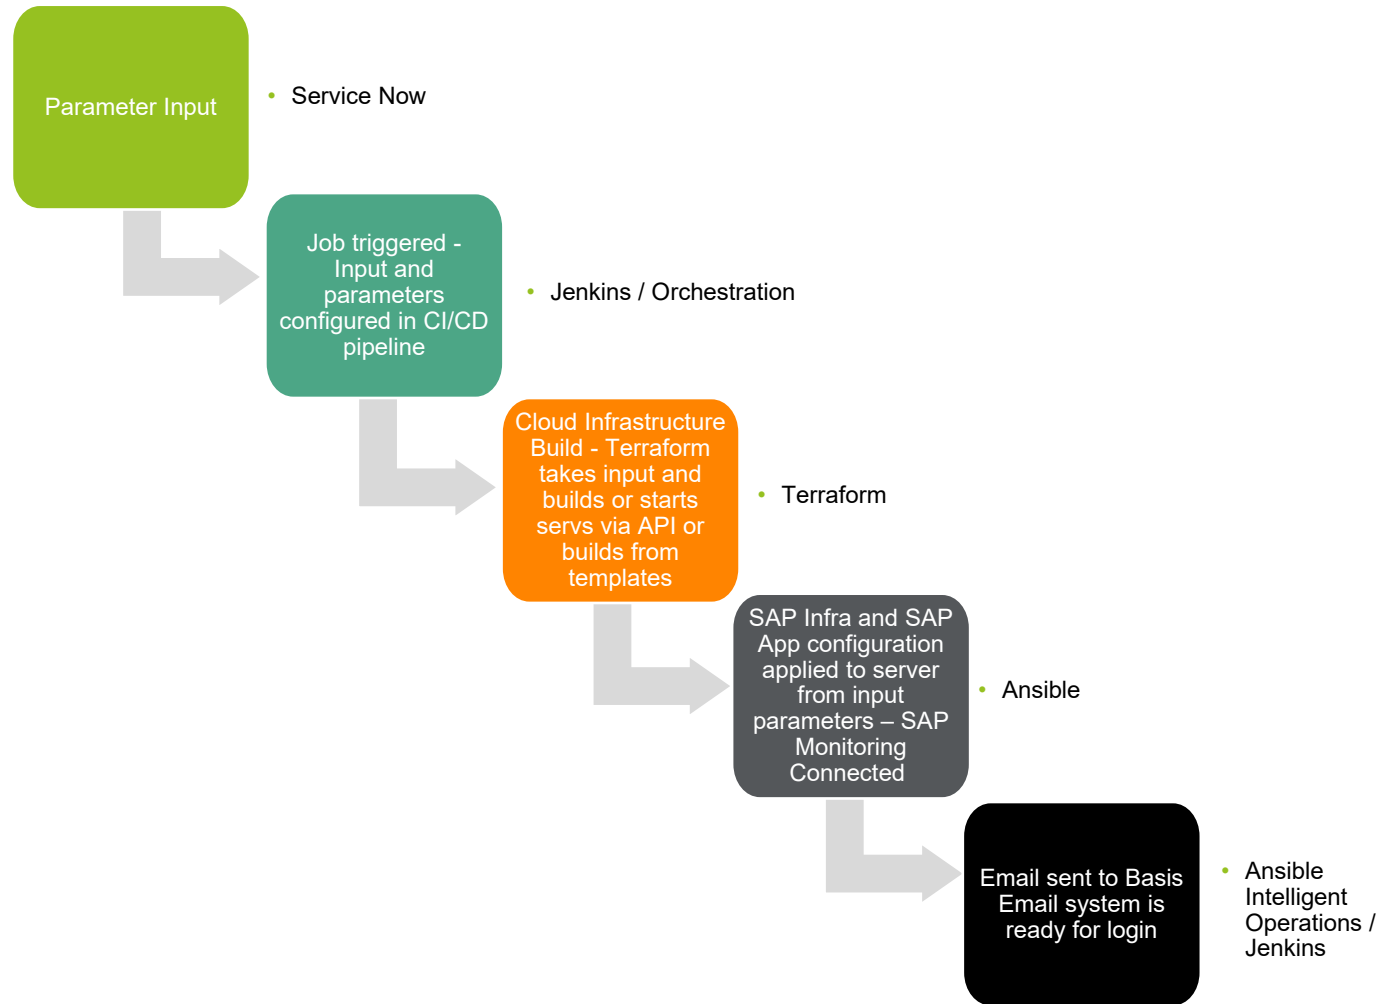 Parameter Input
• Service Now
Job triggered -
Input and
parameters
configured in CI/CD
pipeline
• Jenkins / Orchestration
Cloud Infrastructure
Build - Terraform
takes input and
builds or starts
servs via API or
builds from
templates
• Terraform
SAP Infra and SAP
App configuration
applied to server
from input
parameters – SAP
Monitoring
Connected
• Ansible
Email sent to Basis
Email system is
ready for login
• Ansible
Intelligent
Operations /
Jenkins